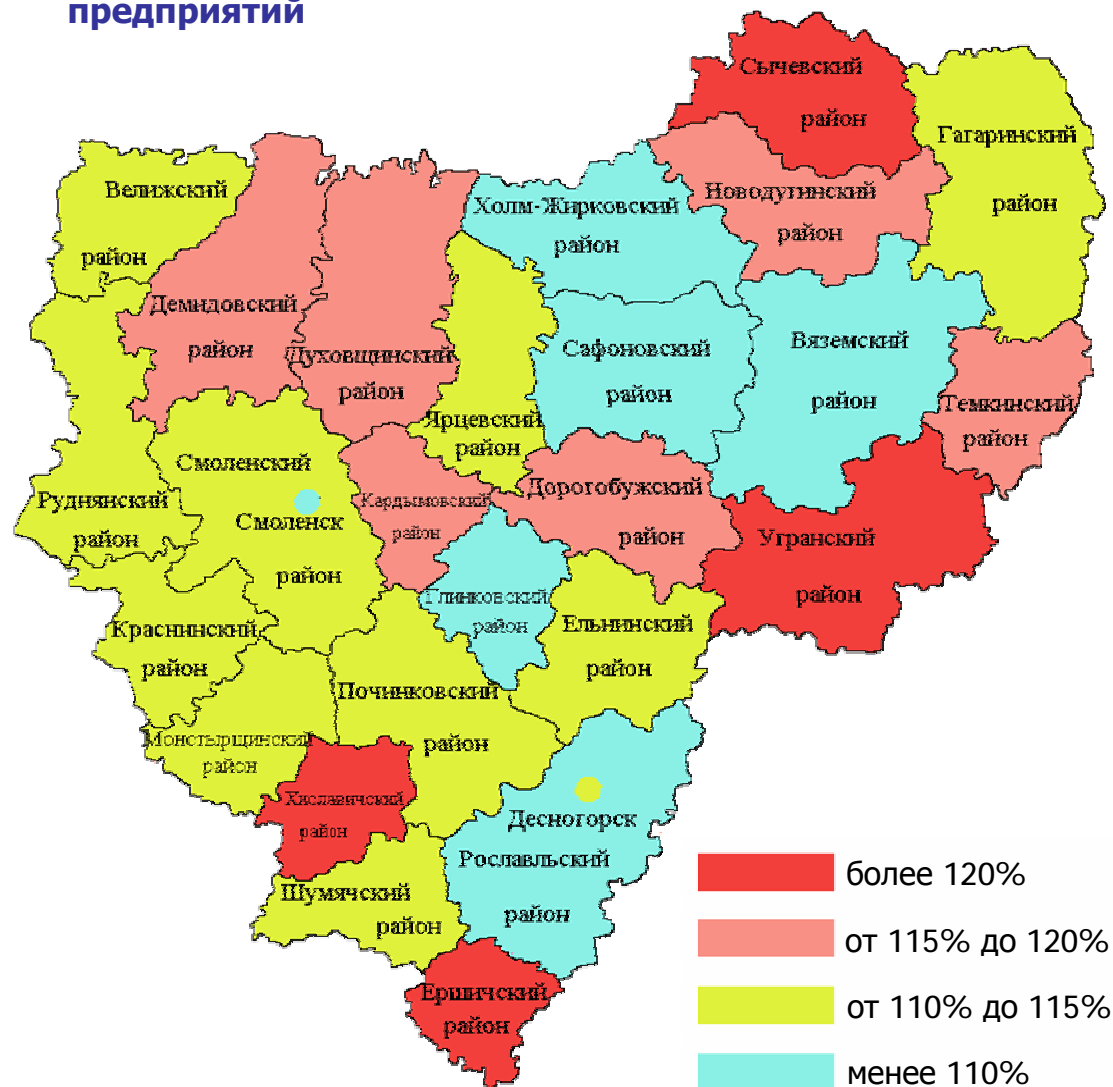 предприятий
Сычевский
район
Гагаринский
район
Велижский
район
Новодугинский
район
Холм-Жирковский
район
Демидовский
район
Духовщинский
район
Сафоновский
район
Вяземский
район
Темкинский
район
Ярцевский
район
Смоленский
Смоленск
район
Руднянский
район
Кардымовский
район
Дорогобужский
район
Угранский
район
Глинковский
район
Ельнинский
район
Краснинский
район
Починковский
район
Монстырщинский
район
Хиславичский
район
Десногорск
Рославльский
район
Шумячский
район
Ершичский
район
более 120%
от 115% до 120%
от 110% до 115%
менее 110%